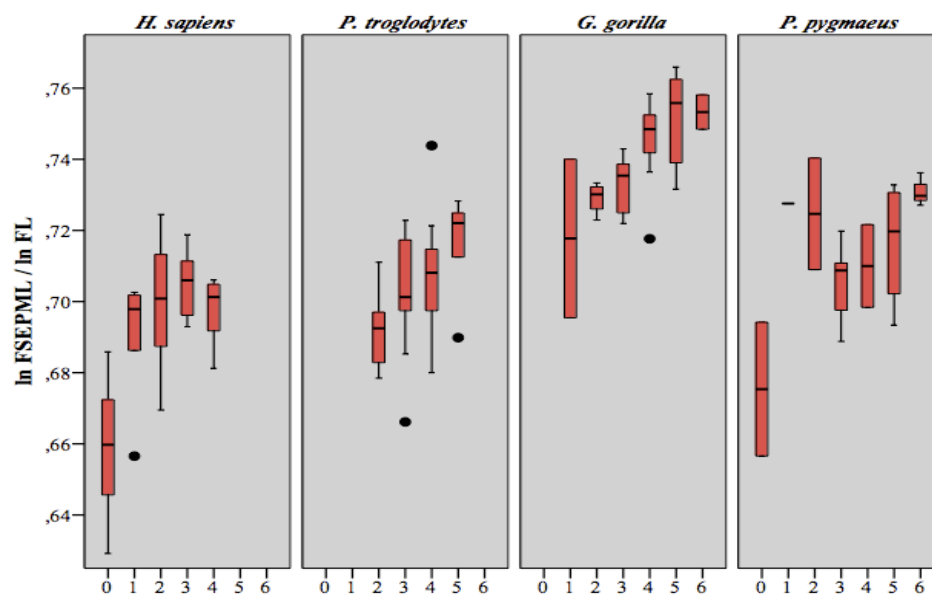 H. sapiens P. troglodytes G. gorilla P. pygmaeus
ln FSEPML / ln FL
,76
,74
,72
,70
,68
,66
,64
0 1 2 3 4 5 6 0 1 2 3 4 5 6 0 1 2 3 4 5 6 0 1 2 3 4 5 6